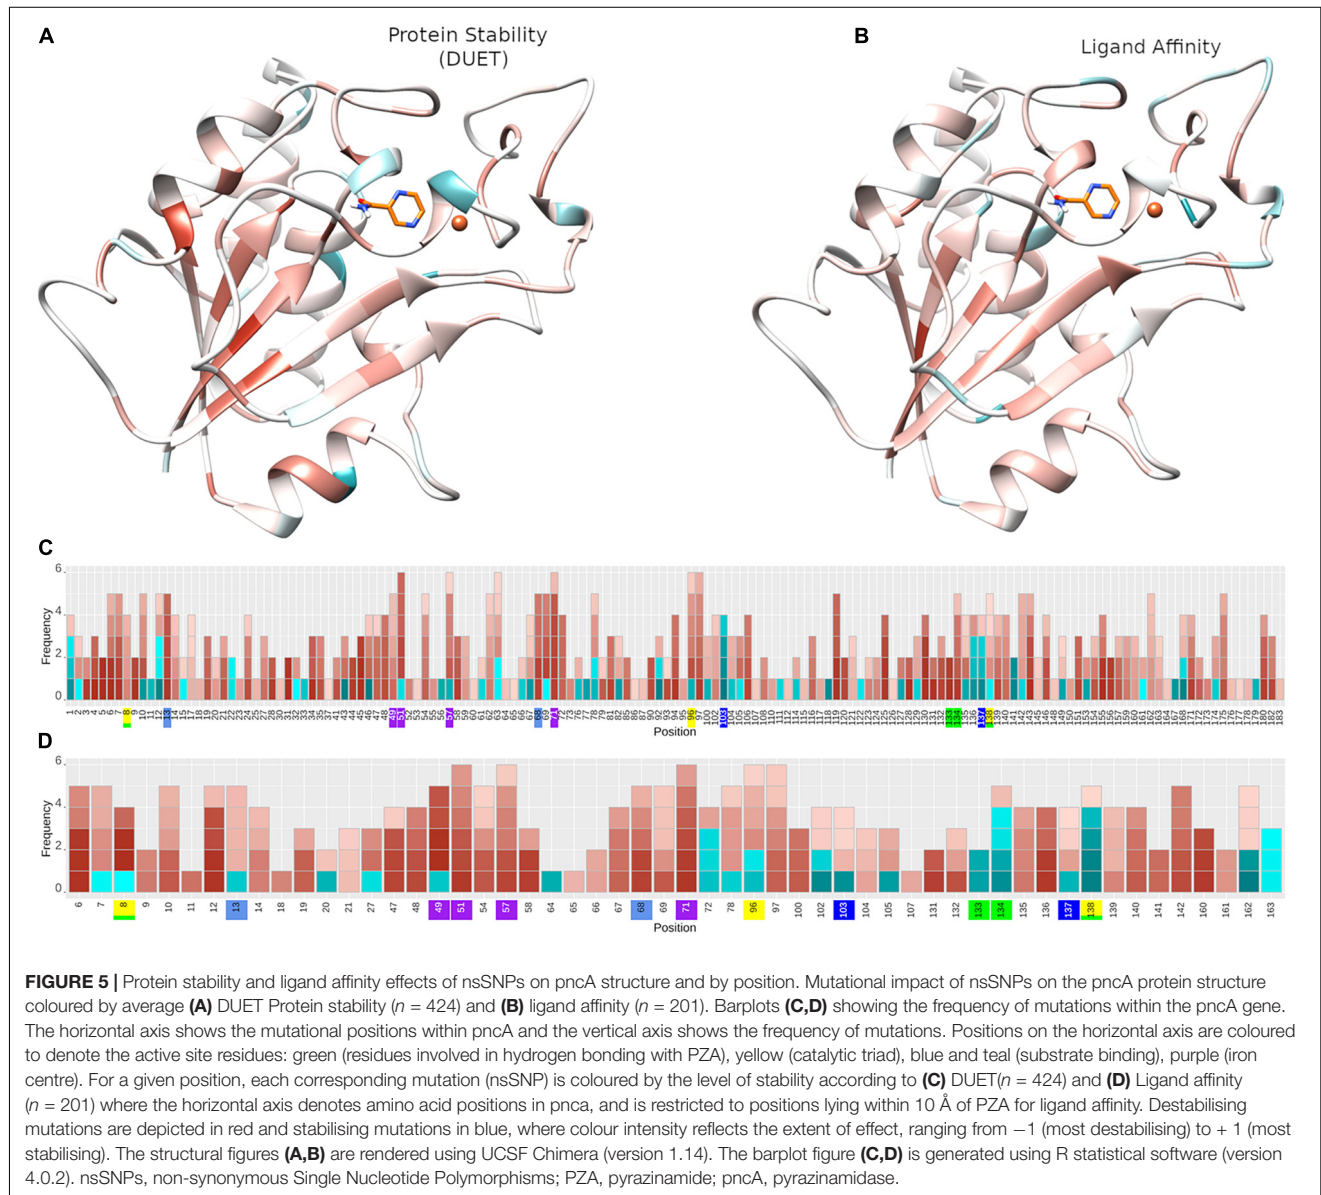 A
Protein Stability
(DUET)
B
Ligand Affinity
C
Frequency
6
4
2
0
Position
D
Frequency
6
4
2
0
6 7 8 9 10 11 12 13 14 18 19 20 21 27 47 48 49 51 54 57 58 64 65 66 67 68 69 71 72 78 96 97 100 102 103 104 105 107 131 132 133 134 135 136 137 138 139 140 141 142 160 161 162 163
Position
FIGURE 5 | Protein stability and ligand affinity effects of nsSNPs on pncA structure and by position. Mutational impact of nsSNPs on the pncA protein structure
coloured by average (A) DUET Protein stability (n = 424) and (B) ligand affinity (n = 201). Barplots (C,D) showing the frequency of mutations within the pncA gene.
The horizontal axis shows the mutational positions within pncA and the vertical axis shows the frequency of mutations. Positions on the horizontal axis are coloured
to denote the active site residues: green (residues involved in hydrogen bonding with PZA), yellow (catalytic triad), blue and teal (substrate binding), purple (iron
centre). For a given position, each corresponding mutation (nsSNP) is coloured by the level of stability according to (C) DUET(n = 424) and (D) Ligand affinity
(n = 201) where the horizontal axis denotes amino acid positions in pnca, and is restricted to positions lying within 10 Å of PZA for ligand affinity. Destabilising
mutations are depicted in red and stabilising mutations in blue, where colour intensity reflects the extent of effect, ranging from −1 (most destabilising) to + 1 (most
stabilising). The structural figures (A,B) are rendered using UCSF Chimera (version 1.14). The barplot figure (C,D) is generated using R statistical software (version
4.0.2). nsSNPs, non-synonymous Single Nucleotide Polymorphisms; PZA, pyrazinamide; pncA, pyrazinamidase.